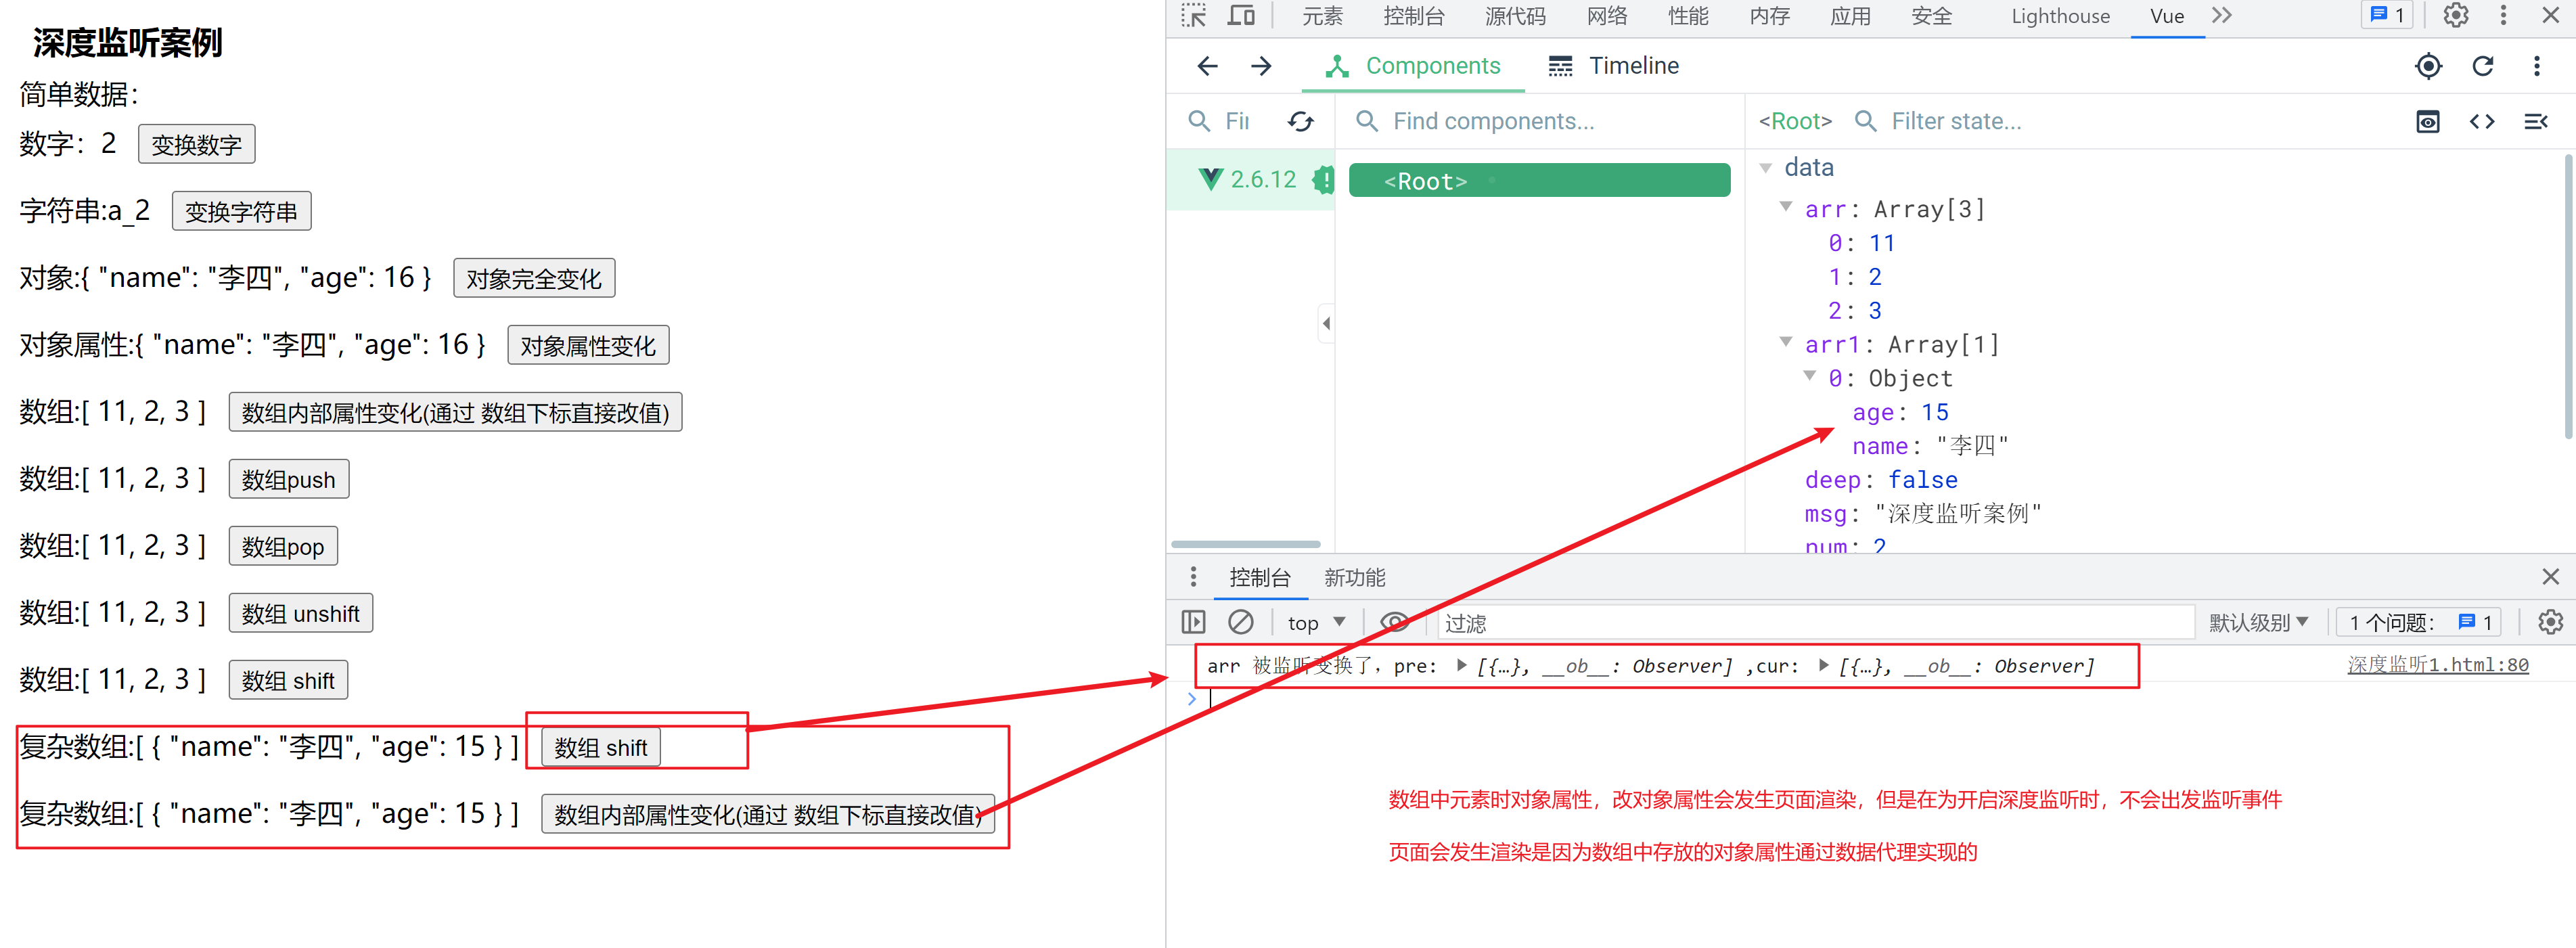 深度监听案例
简单数据：
数字：2 变换数字
字符串:a_2 变换字符串
对象:{ "name": "李四", "age": 16 } 对象完全变化
对象属性:{ "name": "李四", "age": 16 } 对象属性变化
数组:[ 11, 2, 3 ] 数组内部属性变化(通过 数组下标直接改值)
数组:[ 11, 2, 3 ] 数组push
数组:[ 11, 2, 3 ] 数组pop
数组:[ 11, 2, 3 ] 数组 unshift
数组:[ 11, 2, 3 ] 数组 shift
复杂数组:[ { "name": "李四", "age": 15 } ] 数组 shift
复杂数组:[ { "name": "李四", "age": 15 } ] 数组内部属性变化(通过 数组下标直接改值)
元素 控制台 源代码 网络 性能 内存 应用 安全 Lighthouse Vue 1
Components Timeline
Fin Find components... <Root> Filter state...
2.6.12 <Root>
data
arr: Array[3]
0: 11
1: 2
2: 3
arr1: Array[1]
0: Object
age: 15
name: "李四"
deep: false
msg: "深度监听案例"
num: 2
控制台 新功能
top 过滤 默认级别 1 个问题： 1
arr 被监听变换了，pre: [{…}, __ob__: Observer] ,cur: [{…}, __ob__: Observer] 深度监听1.html:80
数组中元素时对象属性，改对象属性会发生页面渲染，但是在为开启深度监听时，不会出发监听事件
页面会发生渲染是因为数组中存放的对象属性通过数据代理实现的